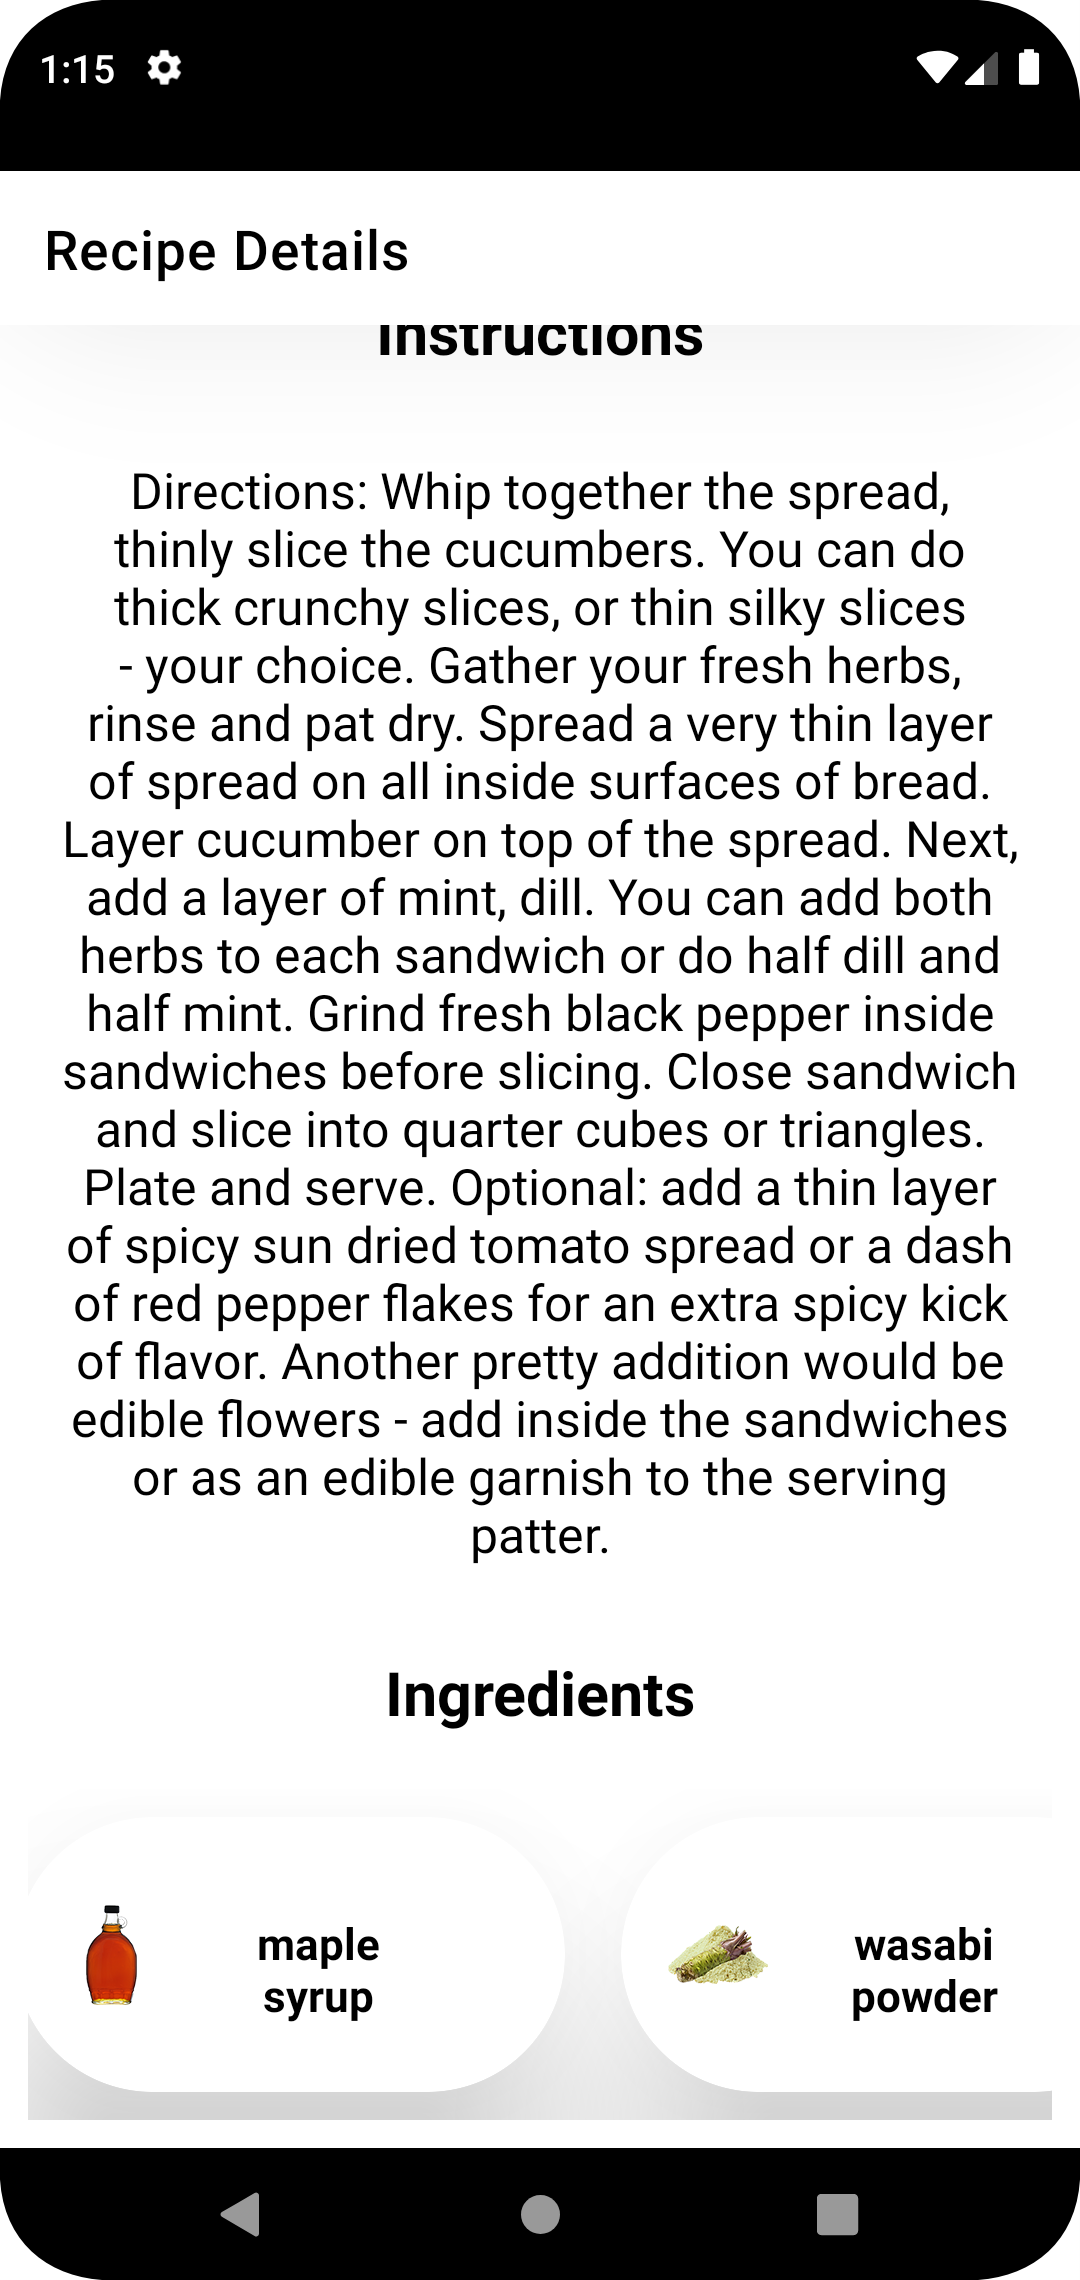 1:15
Recipe Details
Instructions
Directions: Whip together the spread,
thinly slice the cucumbers. You can do
thick crunchy slices, or thin silky slices
- your choice. Gather your fresh herbs,
rinse and pat dry. Spread a very thin layer
of spread on all inside surfaces of bread.
Layer cucumber on top of the spread. Next,
add a layer of mint, dill. You can add both
herbs to each sandwich or do half dill and
half mint. Grind fresh black pepper inside
sandwiches before slicing. Close sandwich
and slice into quarter cubes or triangles.
Plate and serve. Optional: add a thin layer
of spicy sun dried tomato spread or a dash
of red pepper flakes for an extra spicy kick
of flavor. Another pretty addition would be
edible flowers - add inside the sandwiches
or as an edible garnish to the serving
patter.
Ingredients
maple
syrup
wasabi
powder